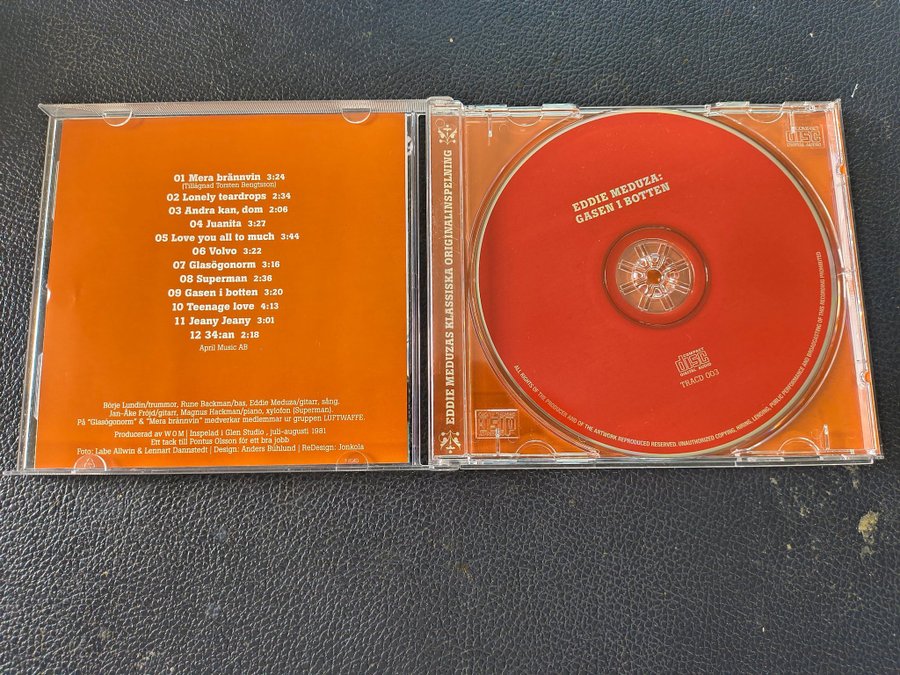 01 Mera brännvin 3:24
(Tillägnad Torsten Bengtsson)
02 Lonely teardrops 2:34
03 Andra kan, dom 2:06
04 Juanita 3:27
05 Love you all to much 3:44
06 Volvo 3:22
07 Glasögonorm 3:16
08 Superman 2:36
09 Gasen i botten 3:20
10 Teenage love 4:13
11 Jeany Jeany 3:01
12 34:an 2:18
April Music AB
Börje Lundin/trummor, Rune Backman/bas, Eddie Meduza/gitarr, sång,
Jan-Åke Fröjd/gitarr, Magnus Hackman/piano, xylofon (Superman).
På "Glasögonorm" & "Mera brännvin" medverkar medlemmar ur gruppen LUFTWAFFE.
Producerad av W O M | Inspelad i Glen Studio , juli-augusti 1981
Ett tack till Pontus Olsson för ett bra jobb
Foto: Labe Allwin & Lennart Dannstedt | Design: Anders Bühlund | ReDesign: Jonkola
EDDIE MEDUZAS KLASSISKA ORIGINALINSPELNING
EDDIE MEDUZA:
GASEN I BOTTEN
COMPACT
disc
DIGITAL AUDIO
TRACD 003
ALL RIGHTS OF THE PRODUCER AND OF THE ARTWORK REPRODUCED RESERVED. UNAUTHORIZED COPYING, HIRING, LENDING, PUBLIC PERFORMANCE AND BROADCASTING OF THIS RECORDING PROHIBITED
COMPACT
disc
DIGITAL AUDIO